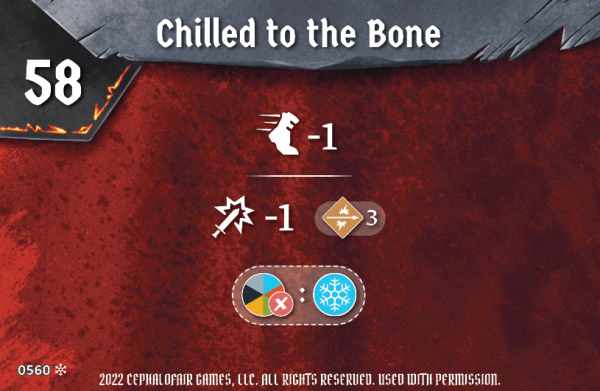 Chilled to the Bone
58
-1
-1 3
:
0560
2022 CEPHALOFAIR GAMES, LLC. ALL RIGHTS RESERVED. USED WITH PERMISSION.